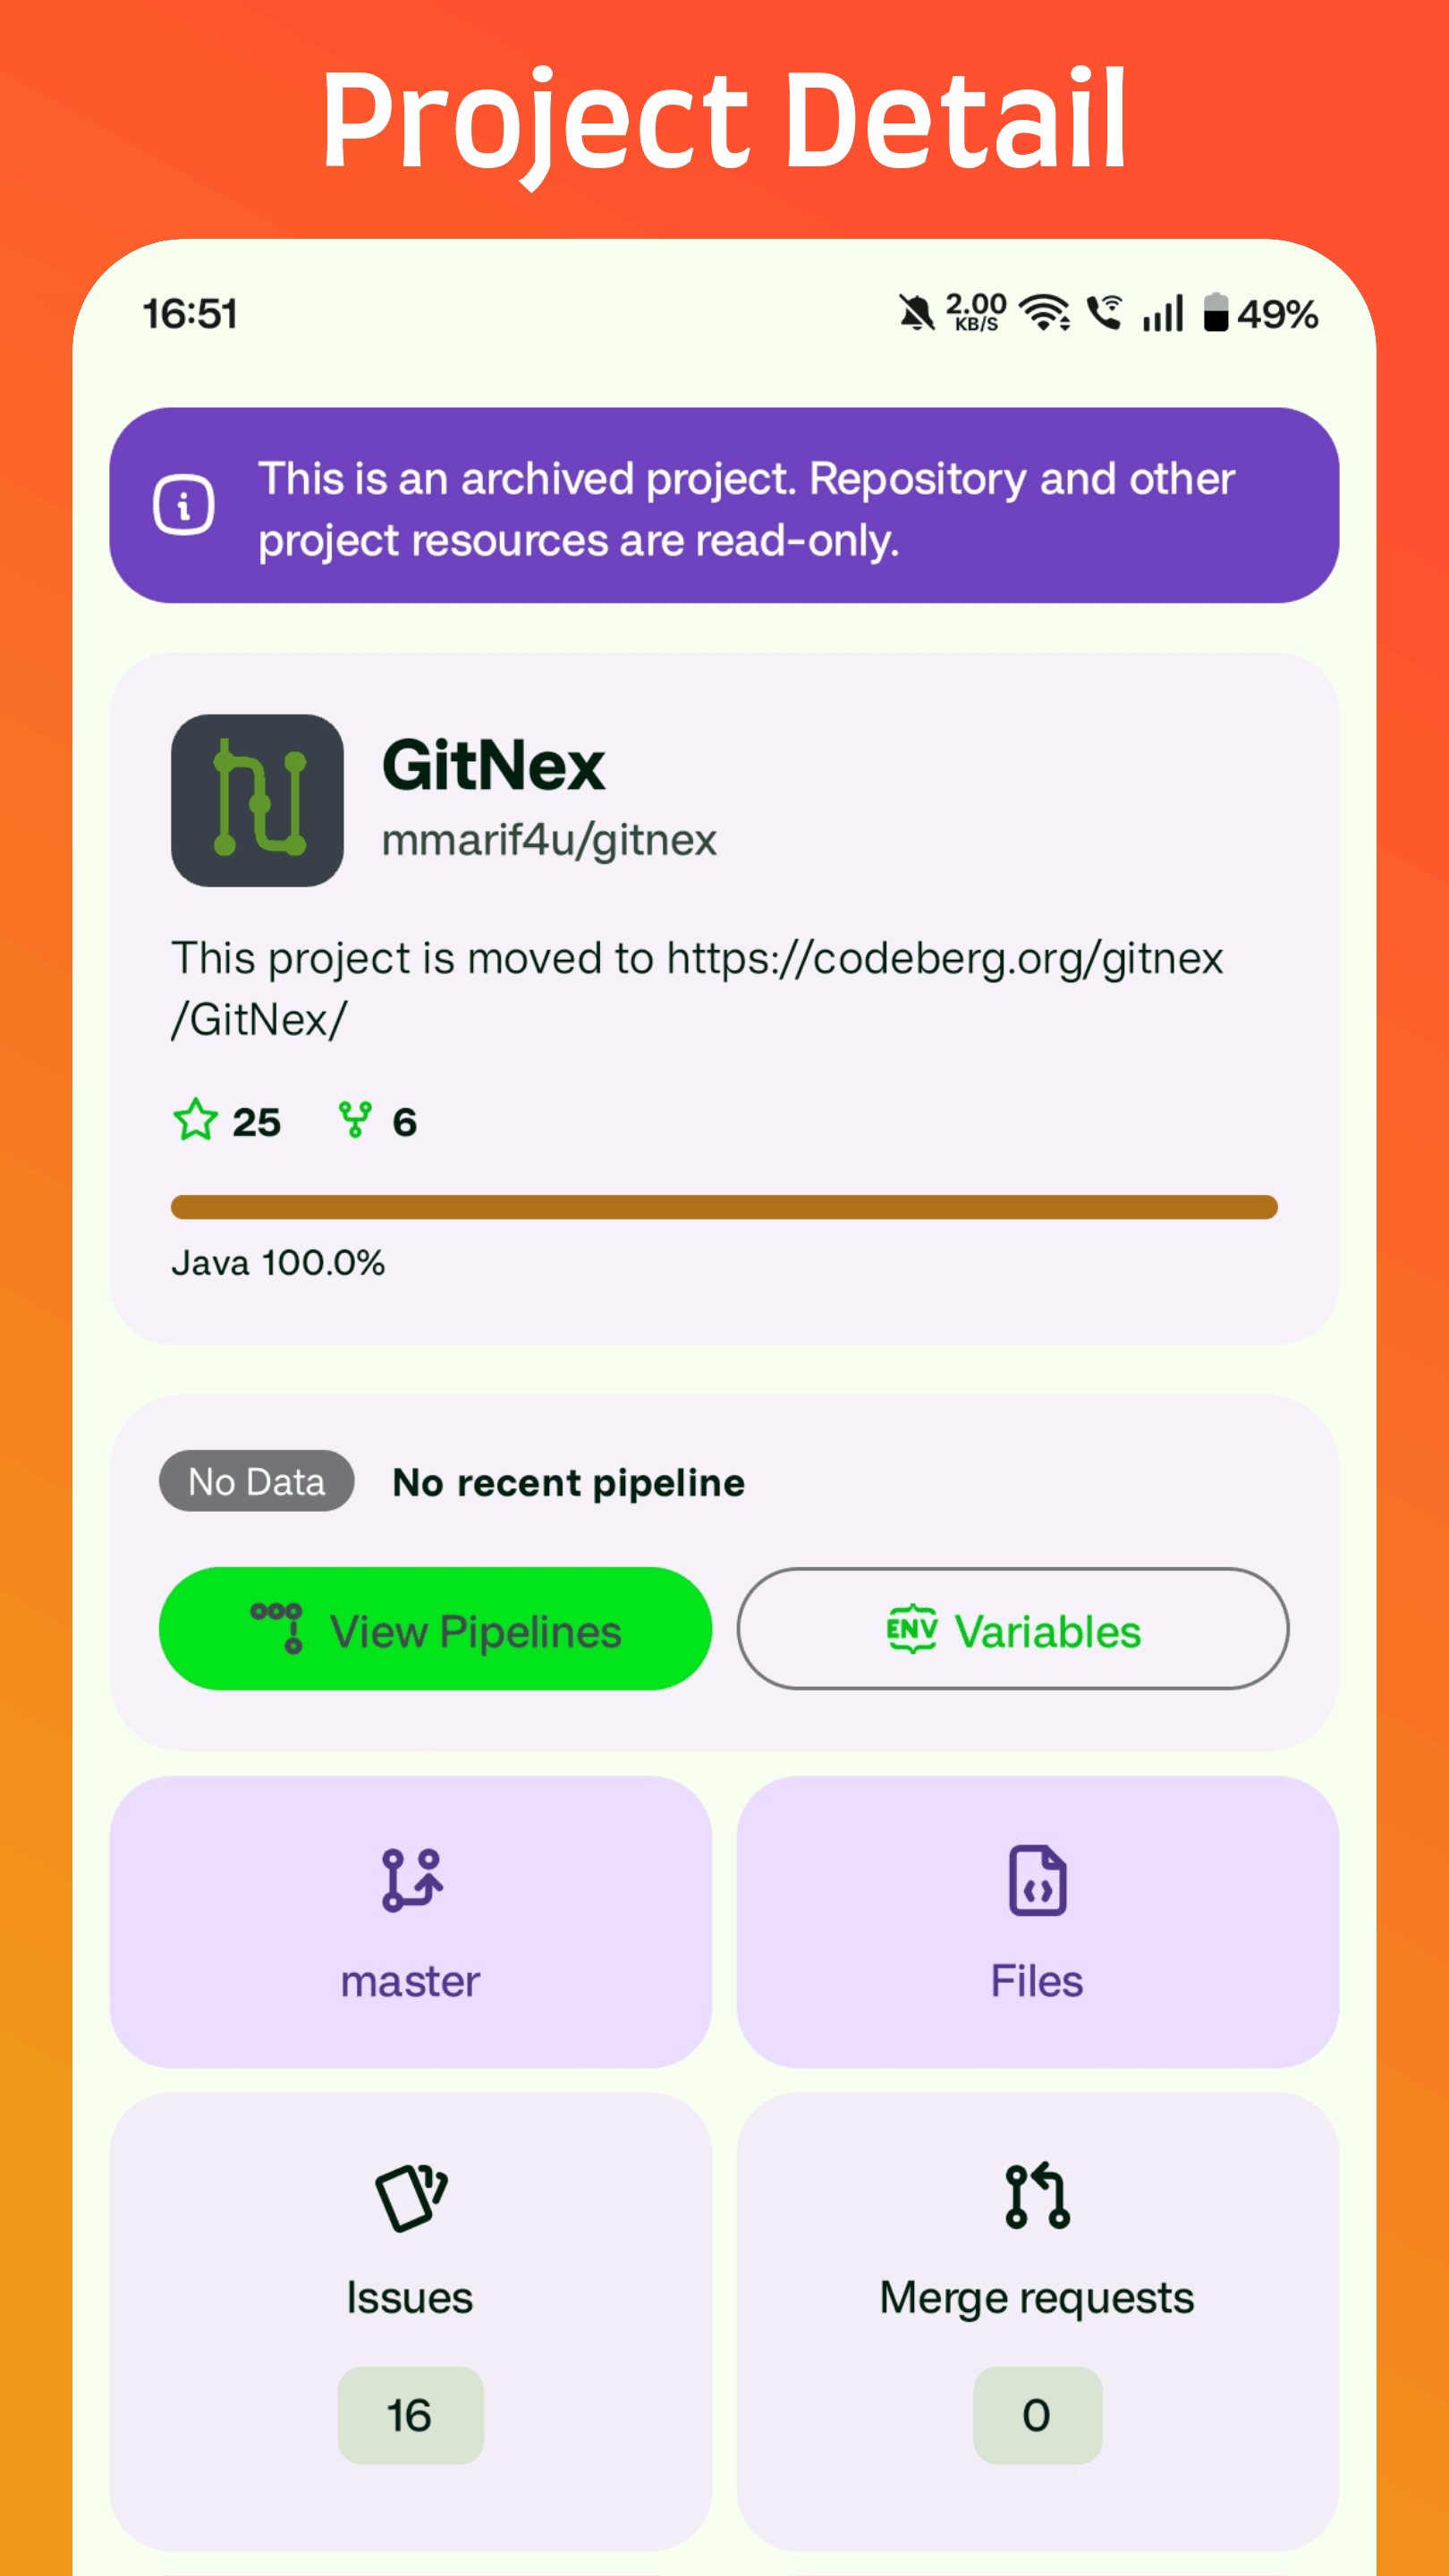 Project Detail
16:51
2.00
KB/S
49%
This is an archived project. Repository and other
project resources are read-only.
GitNex
mmarif4u/gitnex
This project is moved to https://codeberg.org/gitnex
/GitNex/
25
6
Java 100.0%
No Data
No recent pipeline
View Pipelines
ENV
Variables
master
Files
Issues
Merge requests
16
0